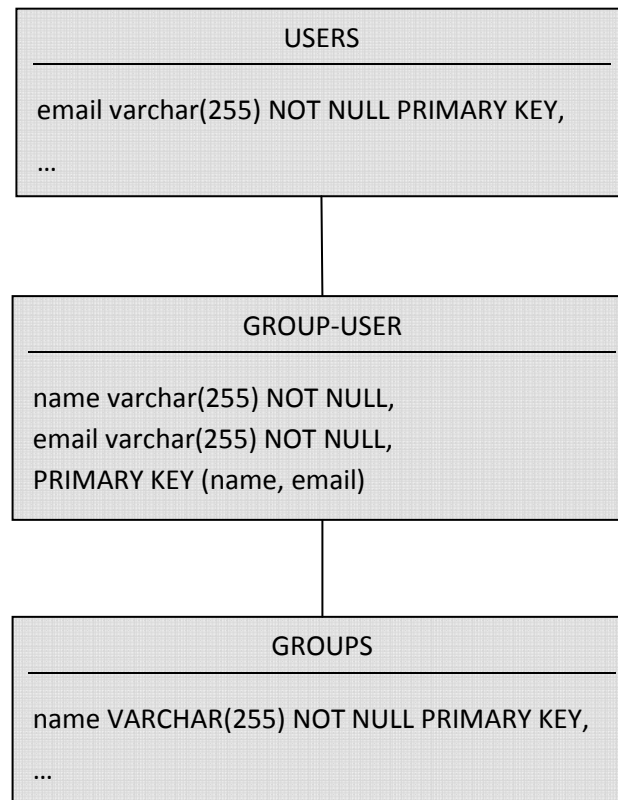 USERS
email varchar(255) NOT NULL PRIMARY KEY,
...
GROUP-USER
name varchar(255) NOT NULL,
email varchar(255) NOT NULL,
PRIMARY KEY (name, email)
GROUPS
name VARCHAR(255) NOT NULL PRIMARY KEY,
...